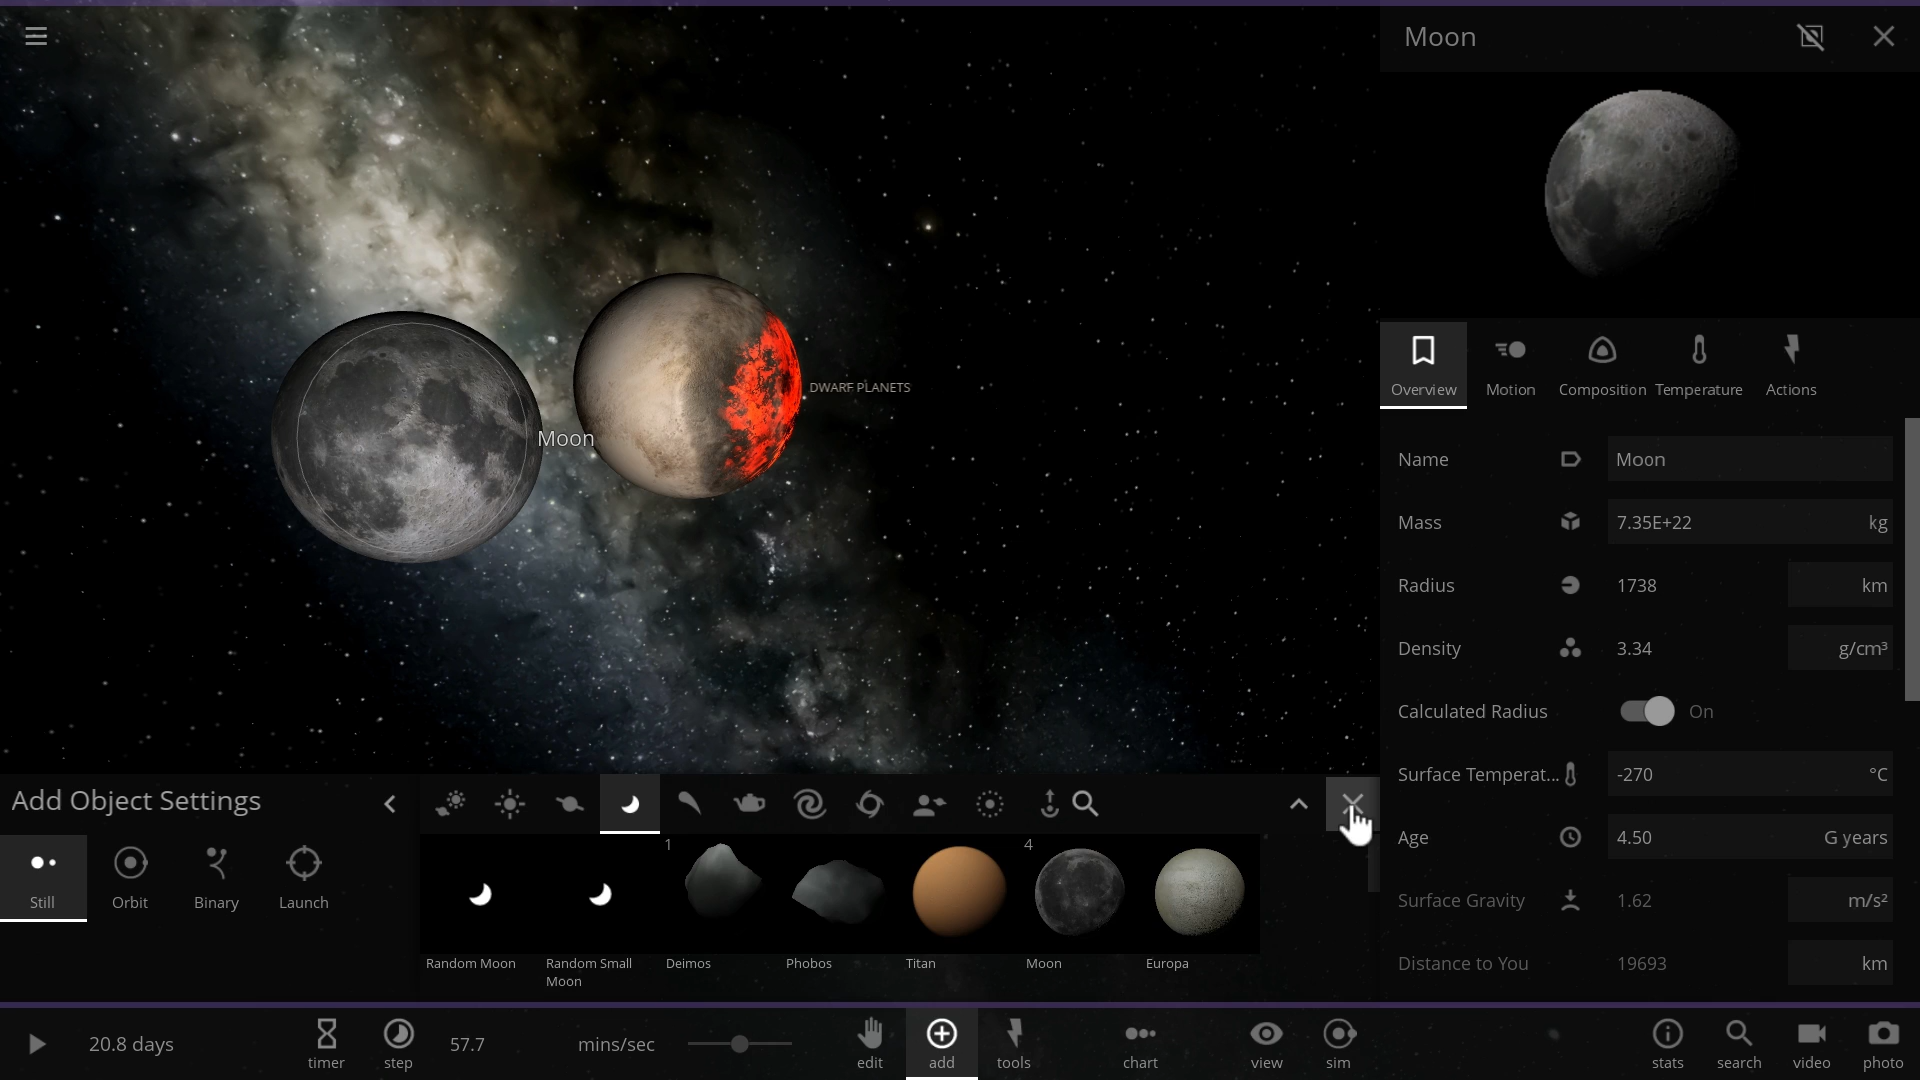 Moon
Overview
Motion
Composition
Temperature
Actions
DWARF PLANETS
Moon
Name
Moon
Mass
7.35E+22
kg
Radius
1738
km
Density
3.34
g/cm³
Calculated Radius
On
Surface Temperat...
-270
°C
Age
4.50
G years
Surface Gravity
1.62
m/s²
Distance to You
19693
km
Add Object Settings
Still
Orbit
Binary
Launch
1
4
Random Moon
Random Small
Moon
Deimos
Phobos
Titan
Moon
Europa
20.8 days
timer
step
57.7
mins/sec
edit
add
tools
chart
view
sim
stats
search
video
photo